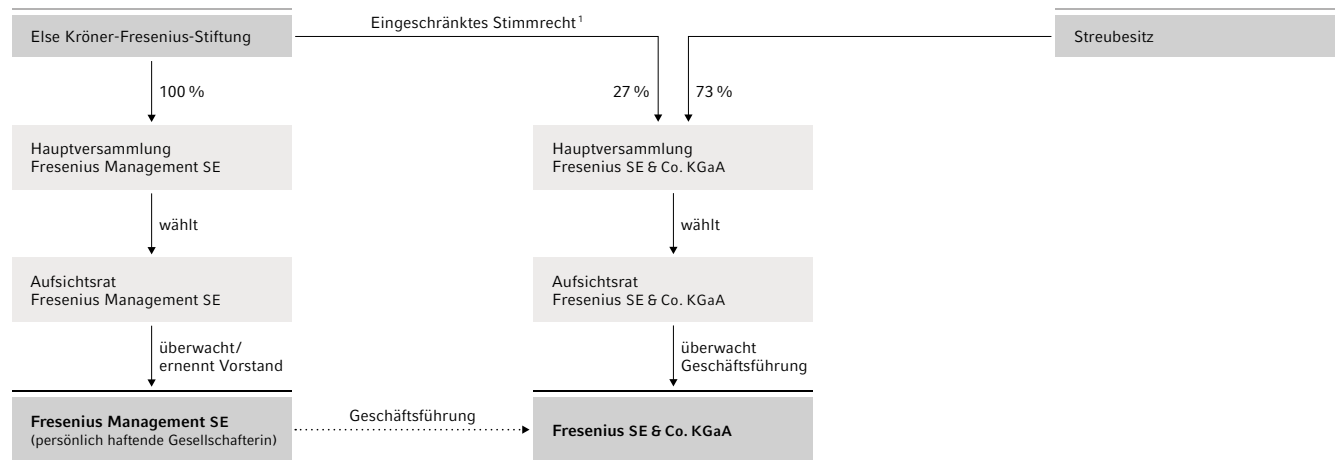 Eingeschränktes Stimmrecht¹
Else Kröner-Fresenius-Stiftung
Streubesitz
100 %
27 %
73 %
Hauptversammlung
Fresenius Management SE
Hauptversammlung
Fresenius SE & Co. KGaA
wählt
wählt
Aufsichtsrat
Fresenius Management SE
Aufsichtsrat
Fresenius SE & Co. KGaA
überwacht/
ernennt Vorstand
überwacht
Geschäftsführung
Fresenius Management SE
(persönlich haftende Gesellschafterin)
Geschäftsführung
Fresenius SE & Co. KGaA